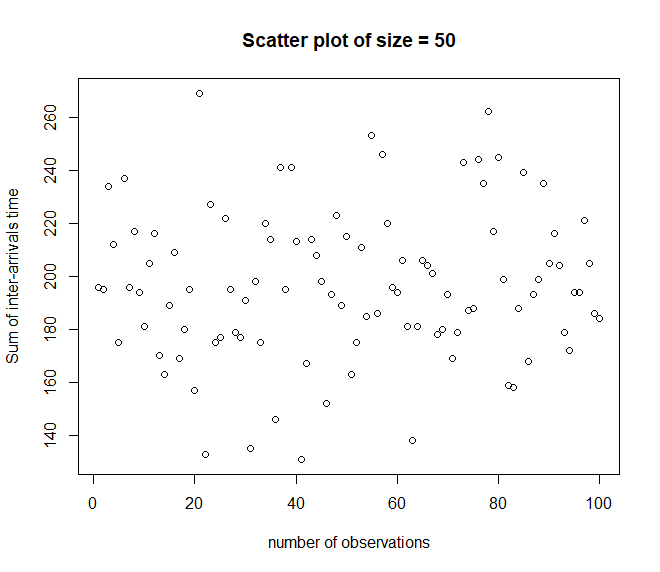 Scatter plot of size = 50
Sum of inter-arrivals time
260
240
220
200
180
160
140
0 20 40 60 80 100
number of observations